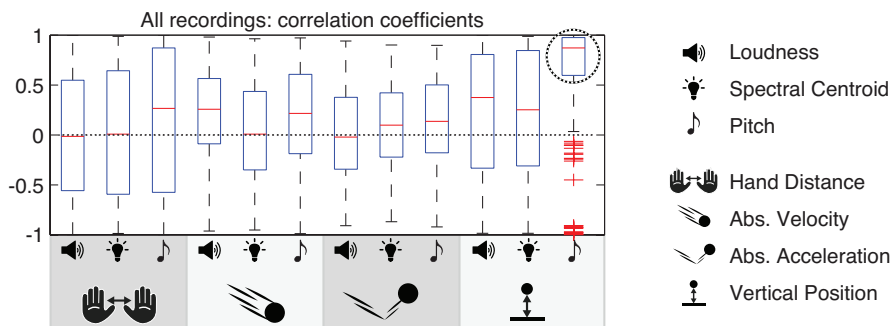 All recordings: correlation coefficients
1
0.5
0
-0.5
-1
Loudness
Spectral Centroid
Pitch
Hand Distance
Abs. Velocity
Abs. Acceleration
Vertical Position